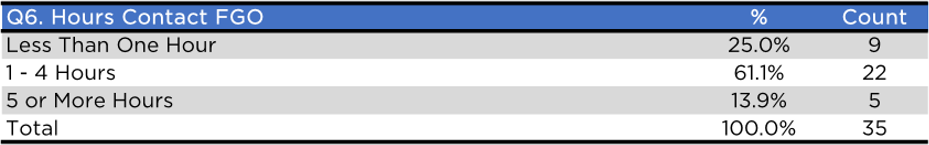 Q6. Hours Contact FGO % Count
Less Than One Hour 25.0% 9
1 - 4 Hours 61.1% 22
5 or More Hours 13.9% 5
Total 100.0% 35